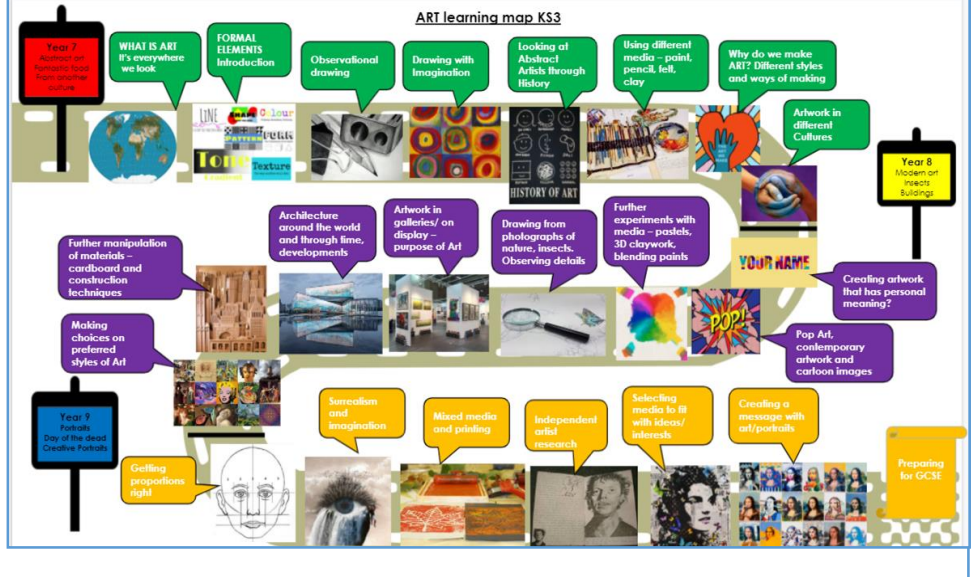 ART learning map KS3
Year 7
Abstract art
Fantastic food
From another
culture
WHAT IS ART
It's everywhere
we look
FORMAL
ELEMENTS
Introduction
Observational
drawing
Drawing with
Imagination
Looking at
Abstract
Artists through
History
Using different
media – paint,
pencil, felt,
clay
Why do we make
ART? Different styles
and ways of making
Artwork in
different
Cultures
LINE
SHAPE
Colour
PATTERN
FORM
Tone
Texture
HISTORY OF ART
Year 8
Modern art
Insects
Buildings
YOUR NAME
Creating artwork
that has personal
meaning?
Pop Art,
contemporary
artwork and
cartoon images
POP!
Further
experiments with
media – pastels,
3D claywork,
blending paints
Drawing from
photographs of
nature, insects.
Observing details
Artwork in
galleries/ on
display –
purpose of Art
Architecture
around the world
and through time,
developments
Further manipulation
of materials –
cardboard and
construction
techniques
Making
choices on
preferred
styles of Art
Year 9
Portraits
Day of the dead
Creative Portraits
Getting
proportions
right
Surrealism
and
imagination
Mixed media
and printing
Independent
artist
research
Selecting
media to fit
with ideas/
interests
Creating a
message with
art/portraits
Preparing
for GCSE